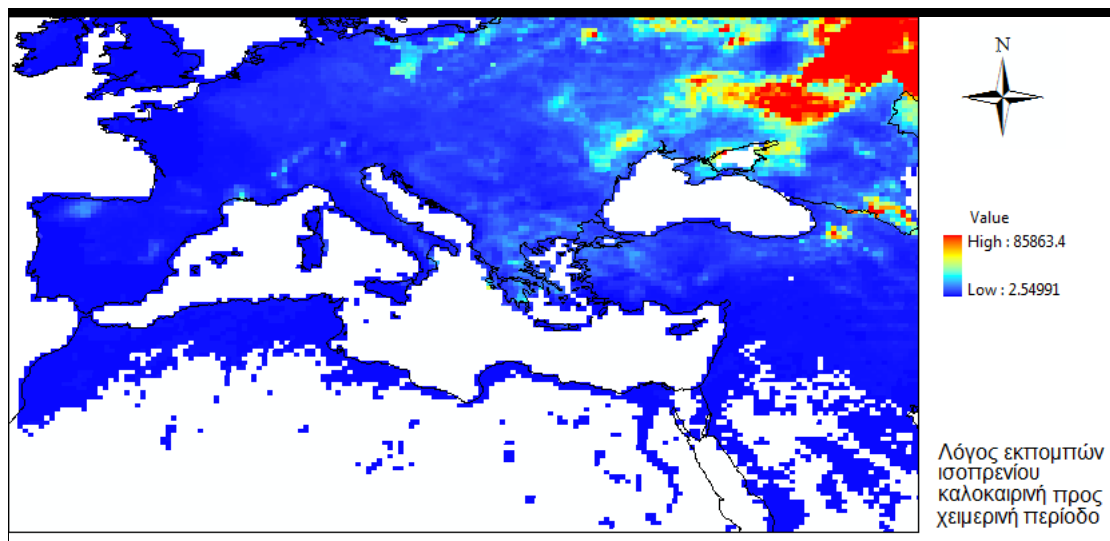 N
Value
High : 85863.4
Low : 2.54991
Λόγος εκπομπών
ισοπρενίου
καλοκαιρινή προς
χειμερινή περίοδο